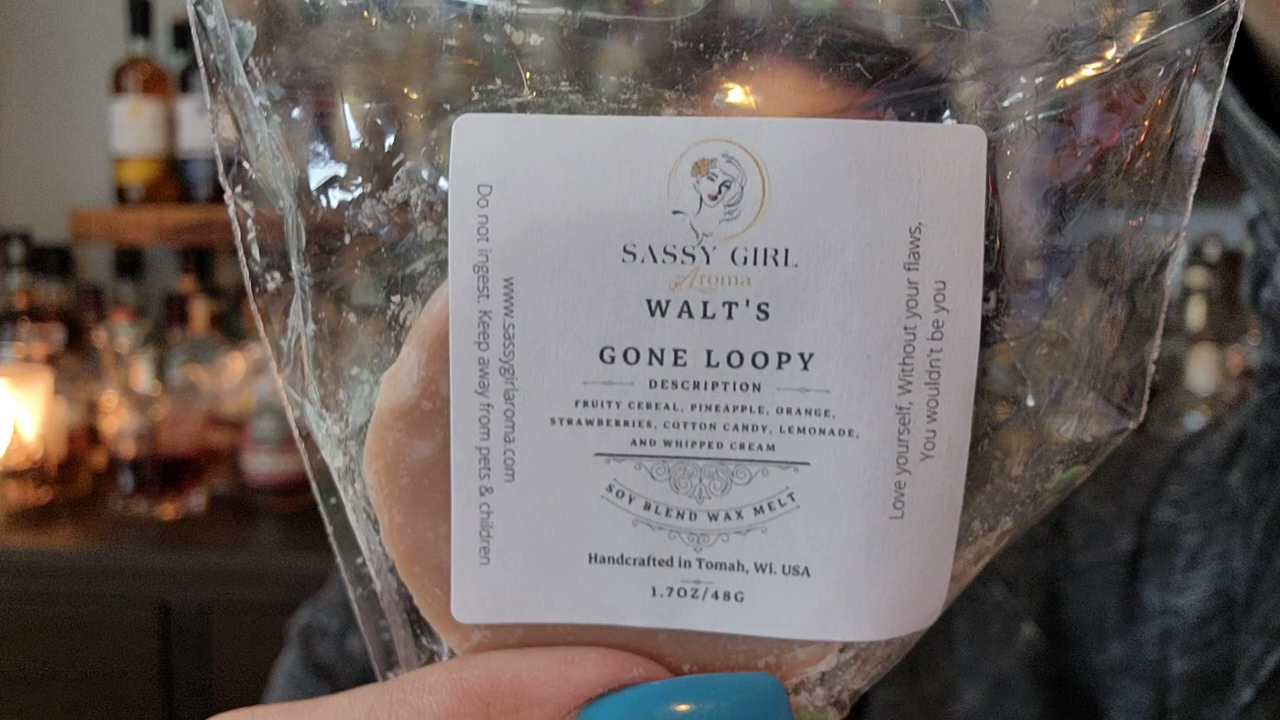 SASSY GIRL
Aroma
WALT'S
GONE LOOPY
DESCRIPTION
FRUITY CEREAL, PINEAPPLE, ORANGE,
STRAWBERRIES, COTTON CANDY, LEMONADE,
AND WHIPPED CREAM
SOY BLEND WAX MELT
Handcrafted in Tomah, Wi. USA
1.7OZ/48G
www.sassygirlaroma.com
Do not ingest. Keep away from pets & children
Love yourself, Without your flaws,
You wouldn't be you